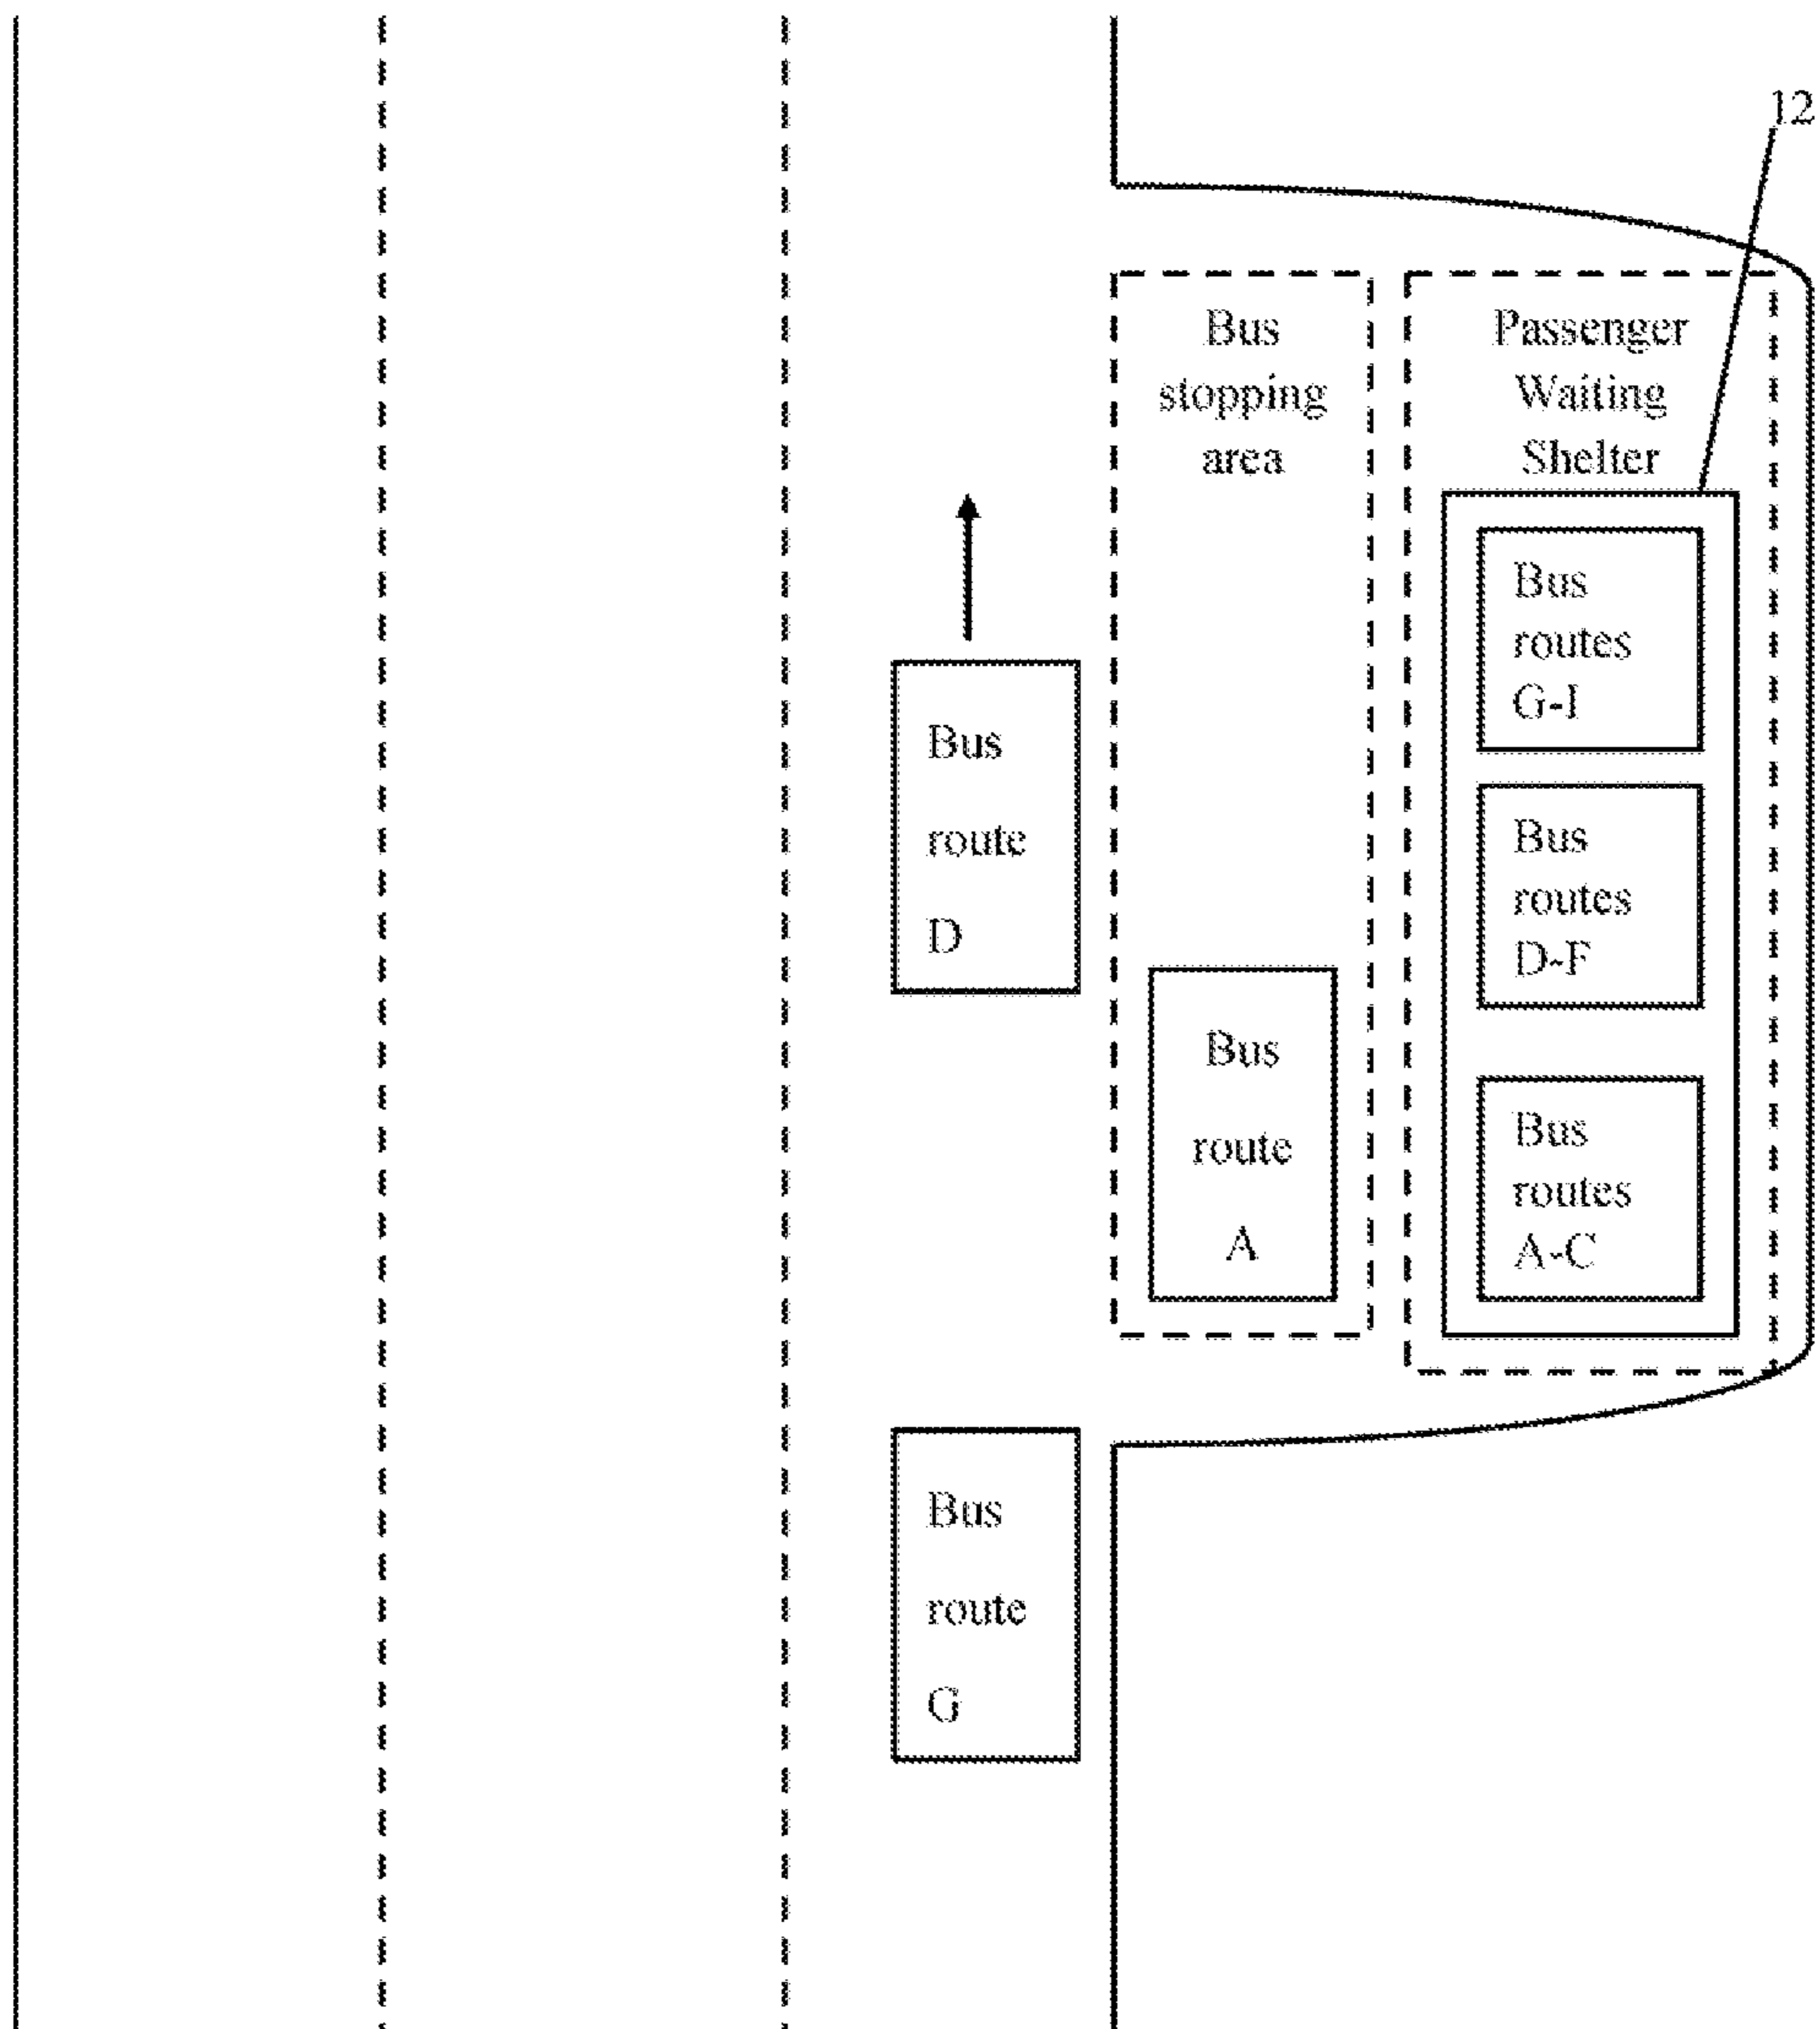 12
Bus
stopping
area
Passenger
Waiting
Shelter
Bus
routes
G-I
Bus
route
D
Bus
routes
D-F
Bus
route
A
Bus
routes
A-C
Bus
route
G